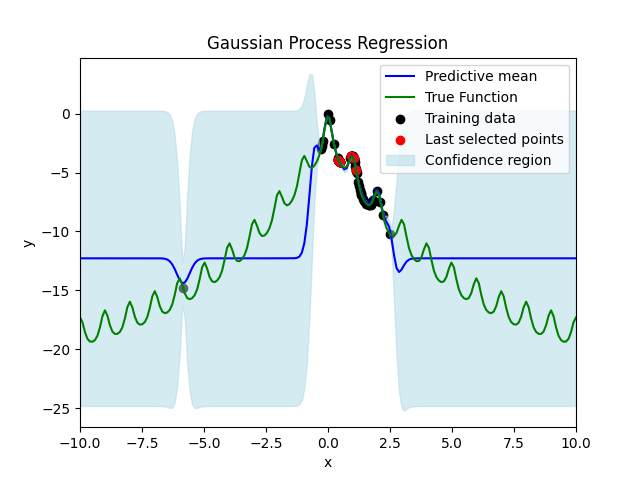 Gaussian Process Regression
Predictive mean
True Function
Training data
Last selected points
Confidence region
y
0
−5
−10
−15
−20
−25
−10.0 −7.5 −5.0 −2.5 0.0 2.5 5.0 7.5 10.0
x